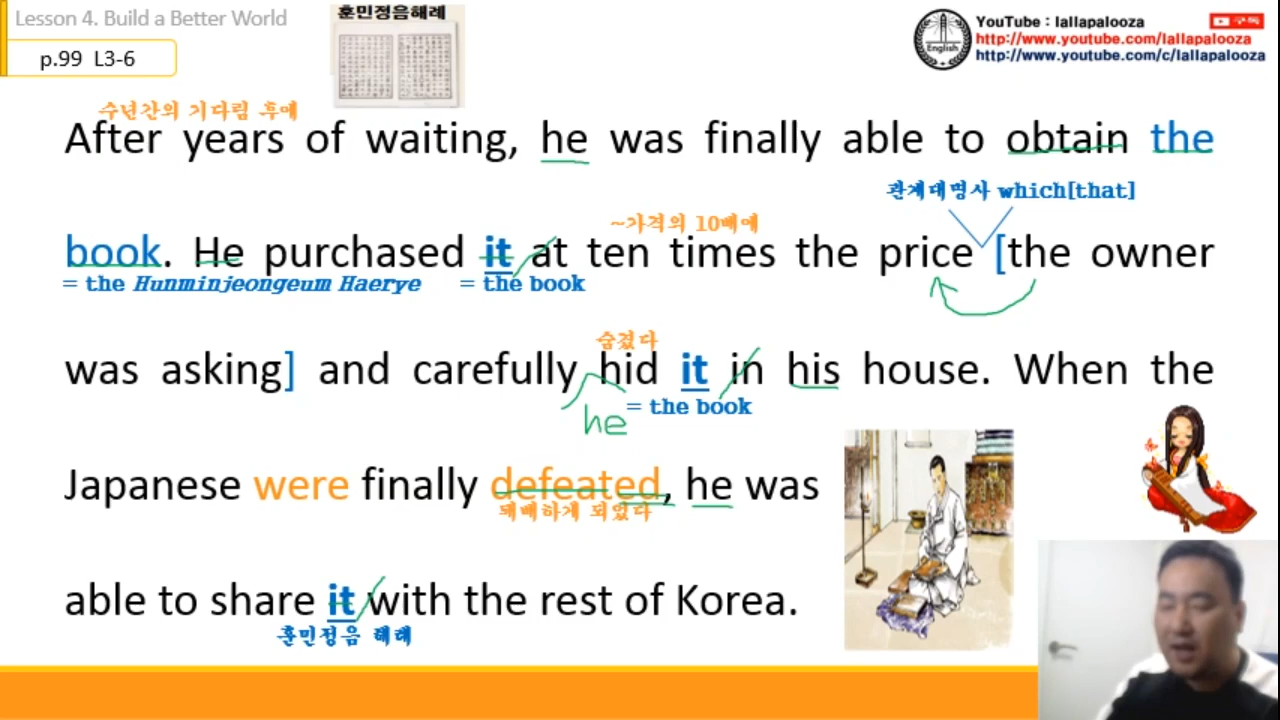 Lesson 4. Build a Better World
p.99 L3-6
훈민정음해례
English
YouTube : lallapalooza
구독
http://www.youtube.com/lallapalooza
http://www.youtube.com/c/lallapalooza
수년간의 기다림 후에
After years of waiting, he was finally able to obtain the
관계대명사 which[that]
~가격의 10배에
book. He purchased it at ten times the price [the owner
= the Hunminjeongeum Haerye = the book
숨겼다
was asking] and carefully hid it in his house. When the
he = the book
Japanese were finally defeated, he was
패배하게 되었다
able to share it with the rest of Korea.
훈민정음 해례